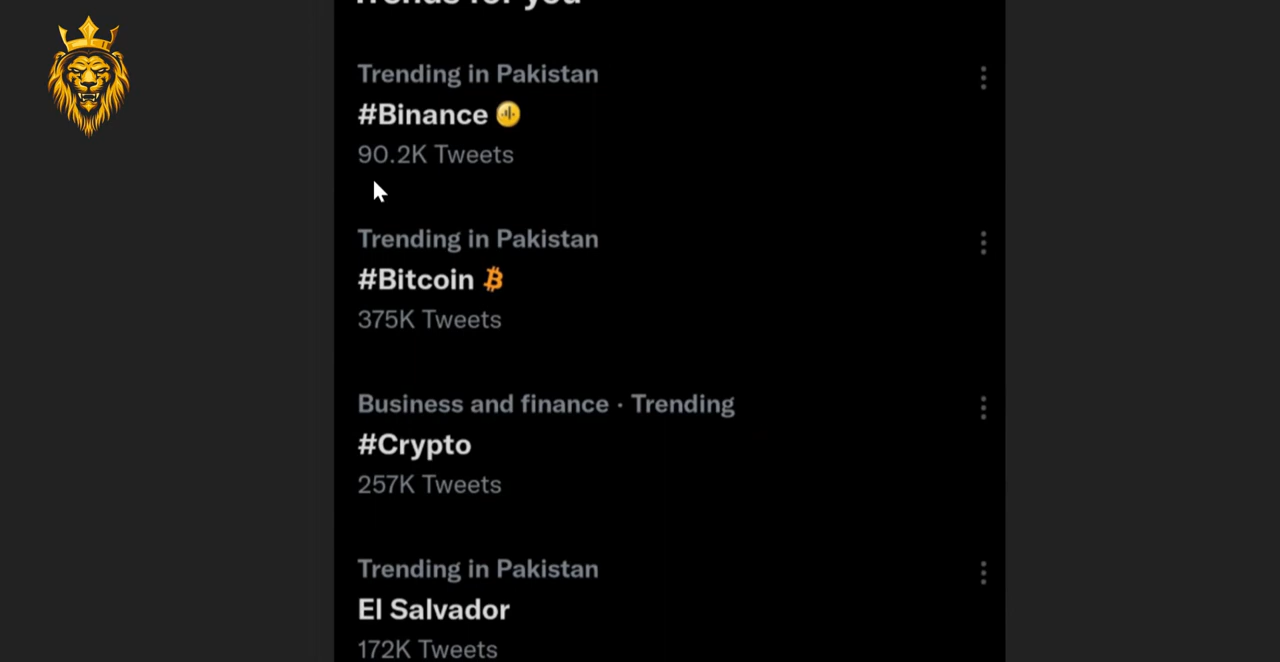 Trends for you
Trending in Pakistan
#Binance
90.2K Tweets
Trending in Pakistan
#Bitcoin
375K Tweets
Business and finance · Trending
#Crypto
257K Tweets
Trending in Pakistan
El Salvador
172K Tweets